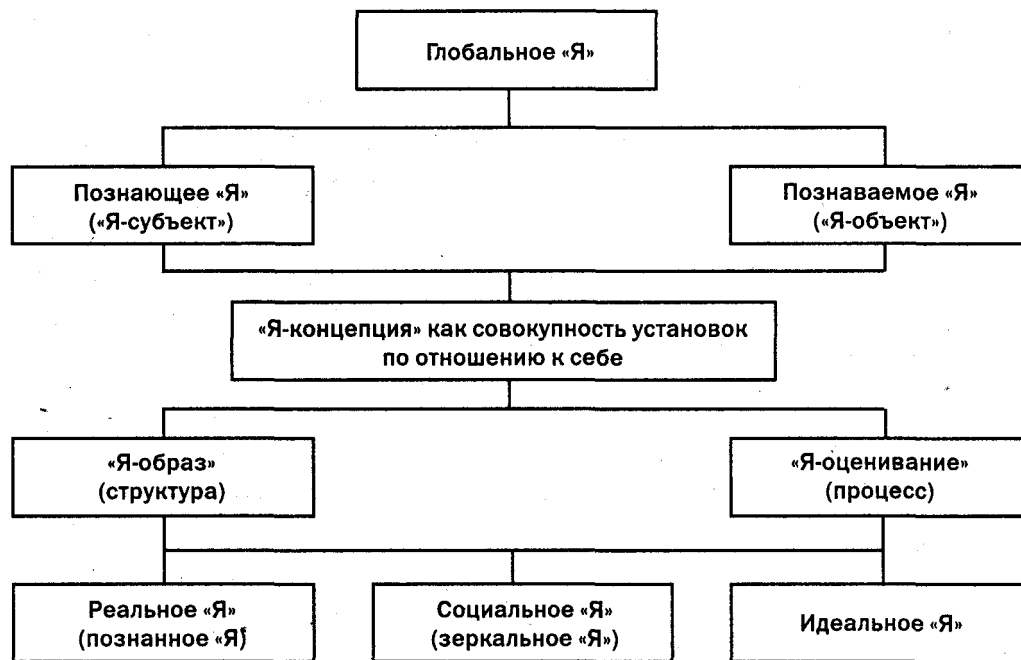 Глобальное «Я»
Познающее «Я»
(«Я-субъект»)
Познаваемое «Я»
(«Я-объект»)
«Я-концепция» как совокупность установок
по отношению к себе
«Я-образ»
(структура)
«Я-оценивание»
(процесс)
Реальное «Я»
(познанное «Я»)
Социальное «Я»
(зеркальное «Я»)
Идеальное «Я»